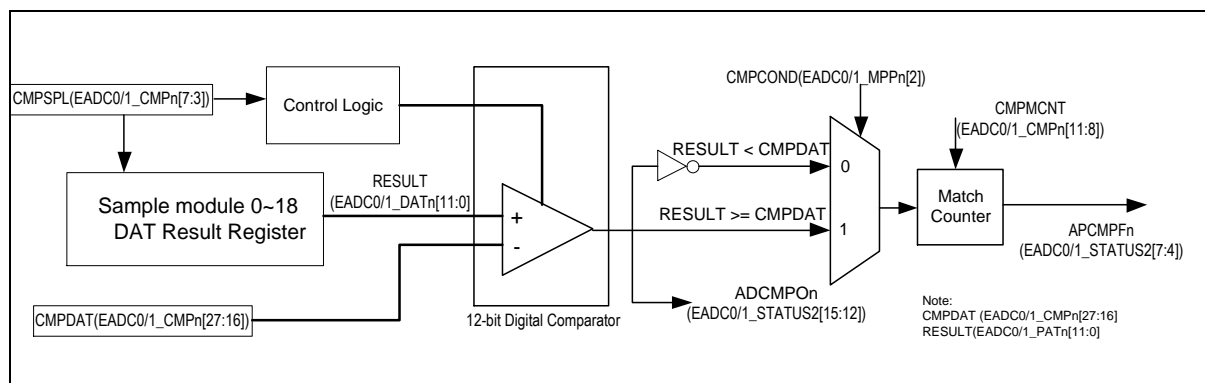 CMPSPL(EADC0/1_CMPn[7:3])
Control Logic
CMPCOND(EADC0/1_MPPn[2])
CMPMCNT
(EADC0/1_CMPn[11:8])
Sample module 0~18
DAT Result Register
RESULT
(EADC0/1_DATn[11:0]
+
-
RESULT < CMPDAT
0
RESULT >= CMPDAT
1
Match
Counter
APCMPFn
(EADC0/1_STATUS2[7:4])
CMPDAT(EADC0/1_CMPn[27:16])
12-bit Digital Comparator
ADCMPOn
(EADC0/1_STATUS2[15:12])
Note:
CMPDAT (EADC0/1_CMPn[27:16]
RESULT(EADC0/1_PATn[11:0]